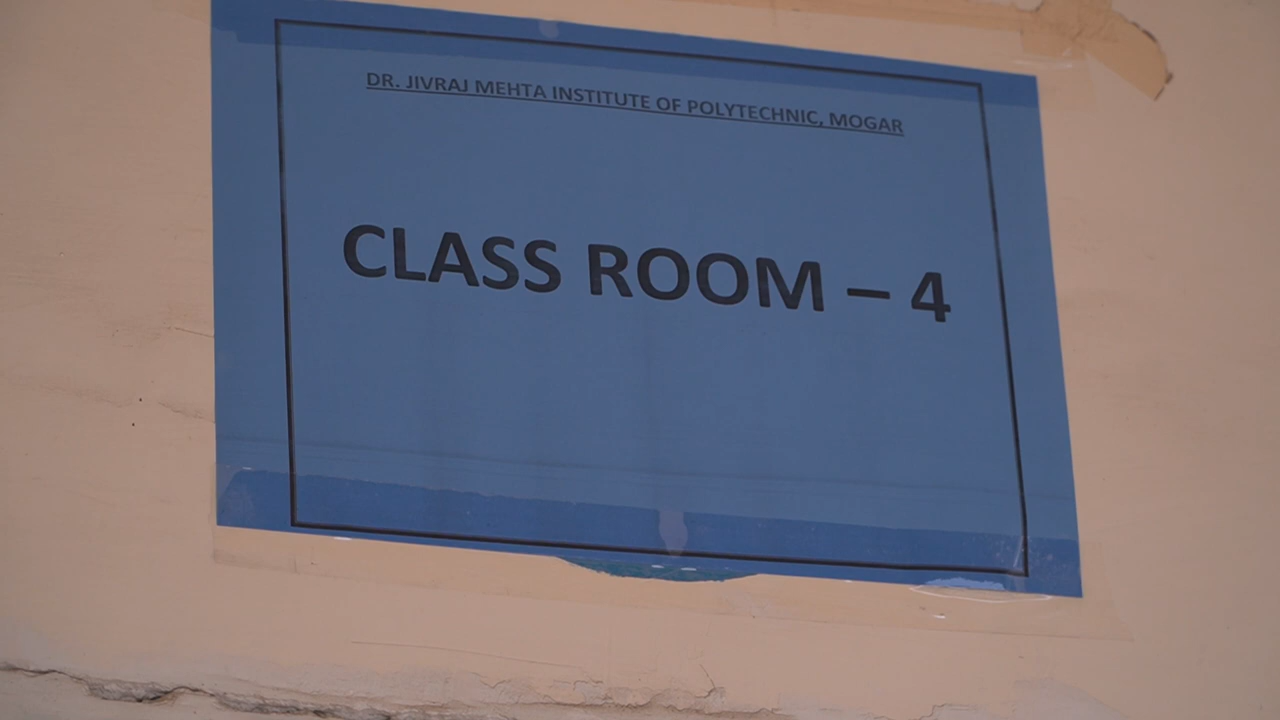 DR. JIVRAJ MEHTA INSTITUTE OF POLYTECHNIC, MOGAR
CLASS ROOM – 4